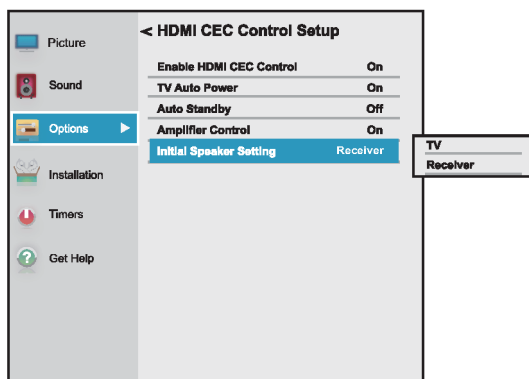 Picture
Sound
Options
Installation
Timers
Get Help
< HDMI CEC Control Setup
Enable HDMI CEC Control On
TV Auto Power On
Auto Standby Off
Amplifier Control On
Initial Speaker Setting Receiver
TV
Receiver